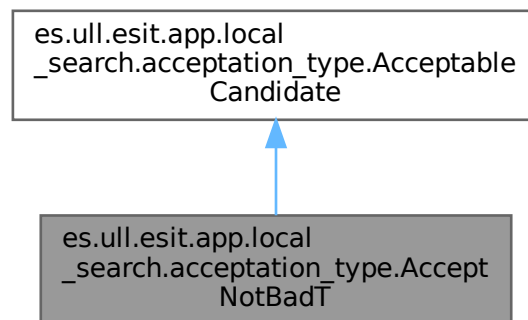 es.ull.esit.app.local
_search.acceptation_type.Acceptable
Candidate
es.ull.esit.app.local
_search.acceptation_type.Accept
NotBadT